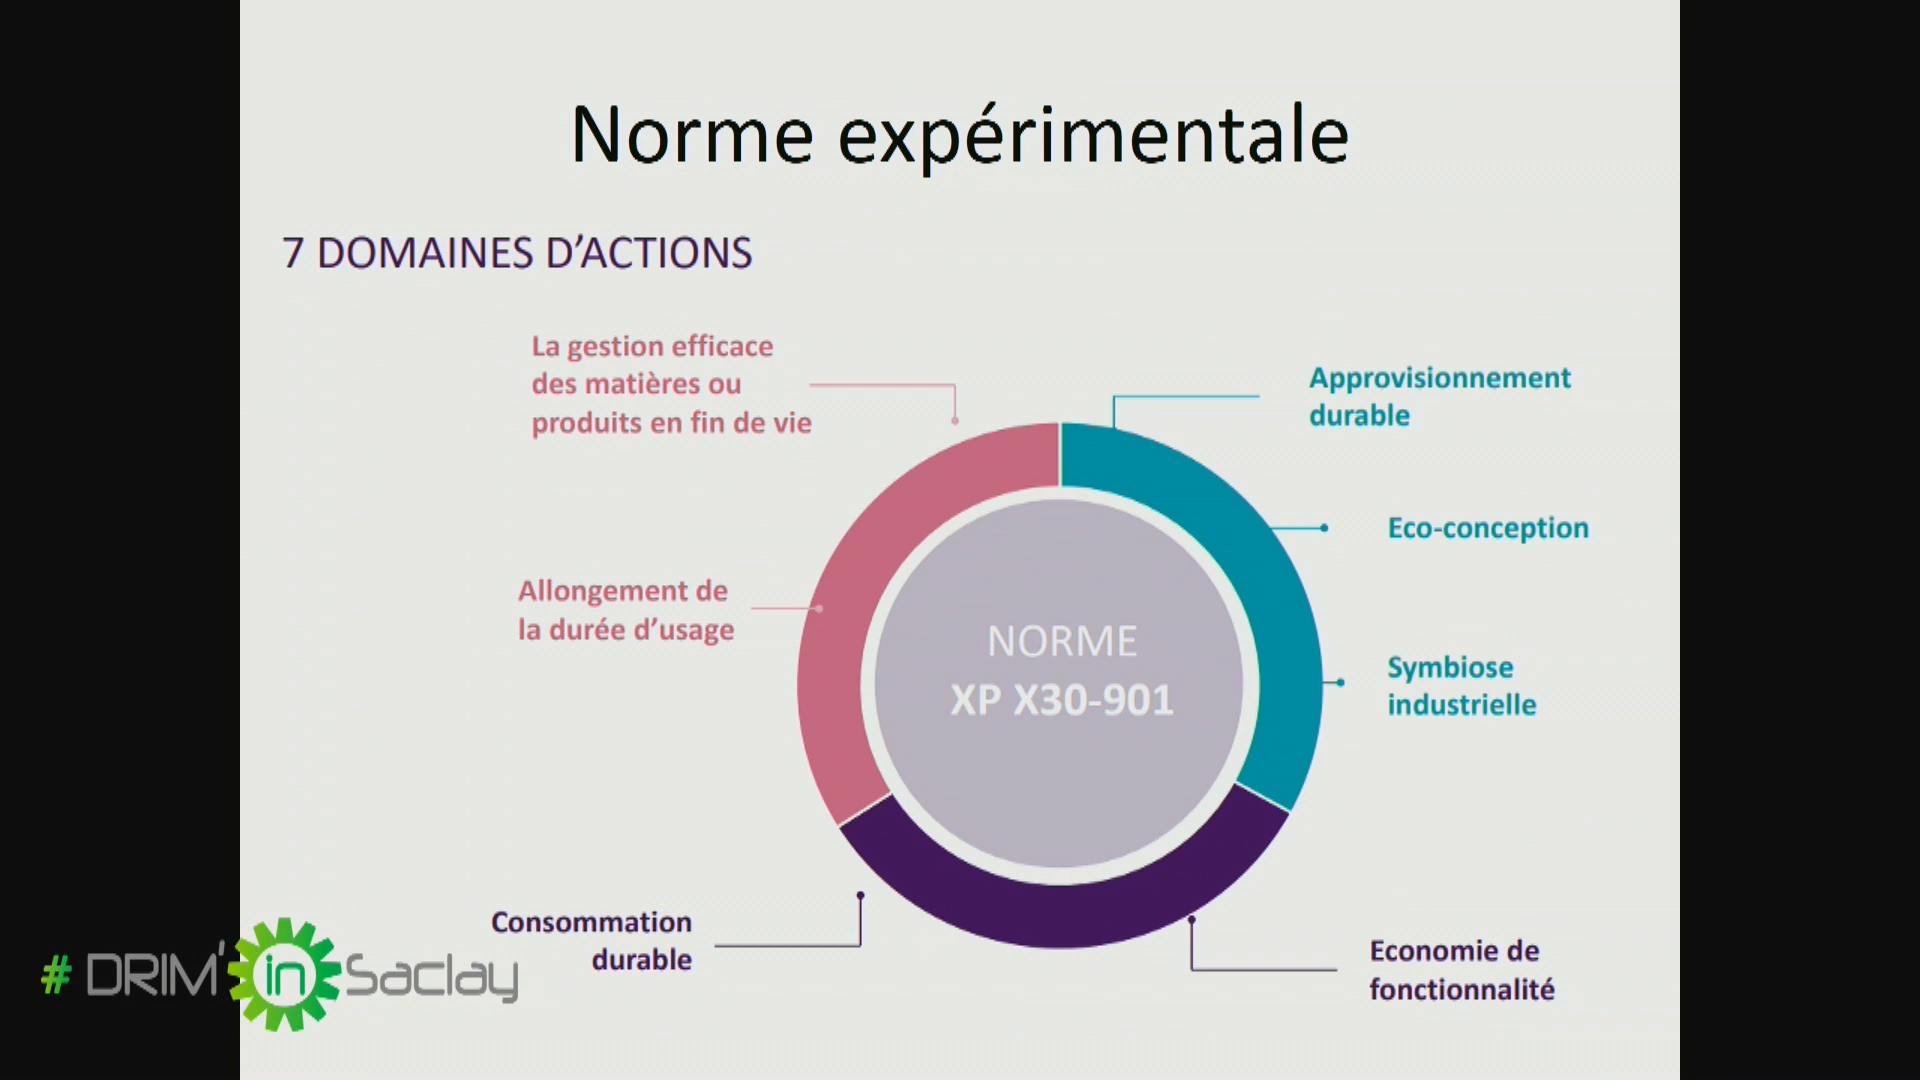 Norme expérimentale
7 DOMAINES D’ACTIONS
La gestion efficace
des matières ou
produits en fin de vie
Approvisionnement
durable
Eco-conception
Allongement de
la durée d’usage
NORME
XP X30-901
Symbiose
industrielle
Consommation
durable
Economie de
fonctionnalité
# DRIM' in Saclay